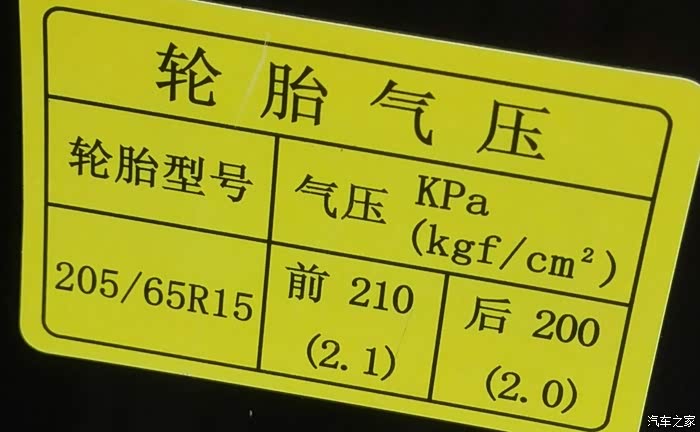 轮胎气压
轮胎型号
气压 KPa
(kgf/cm²)
205/65R15
前 210
(2.1)
后 200
(2.0)
汽车之家